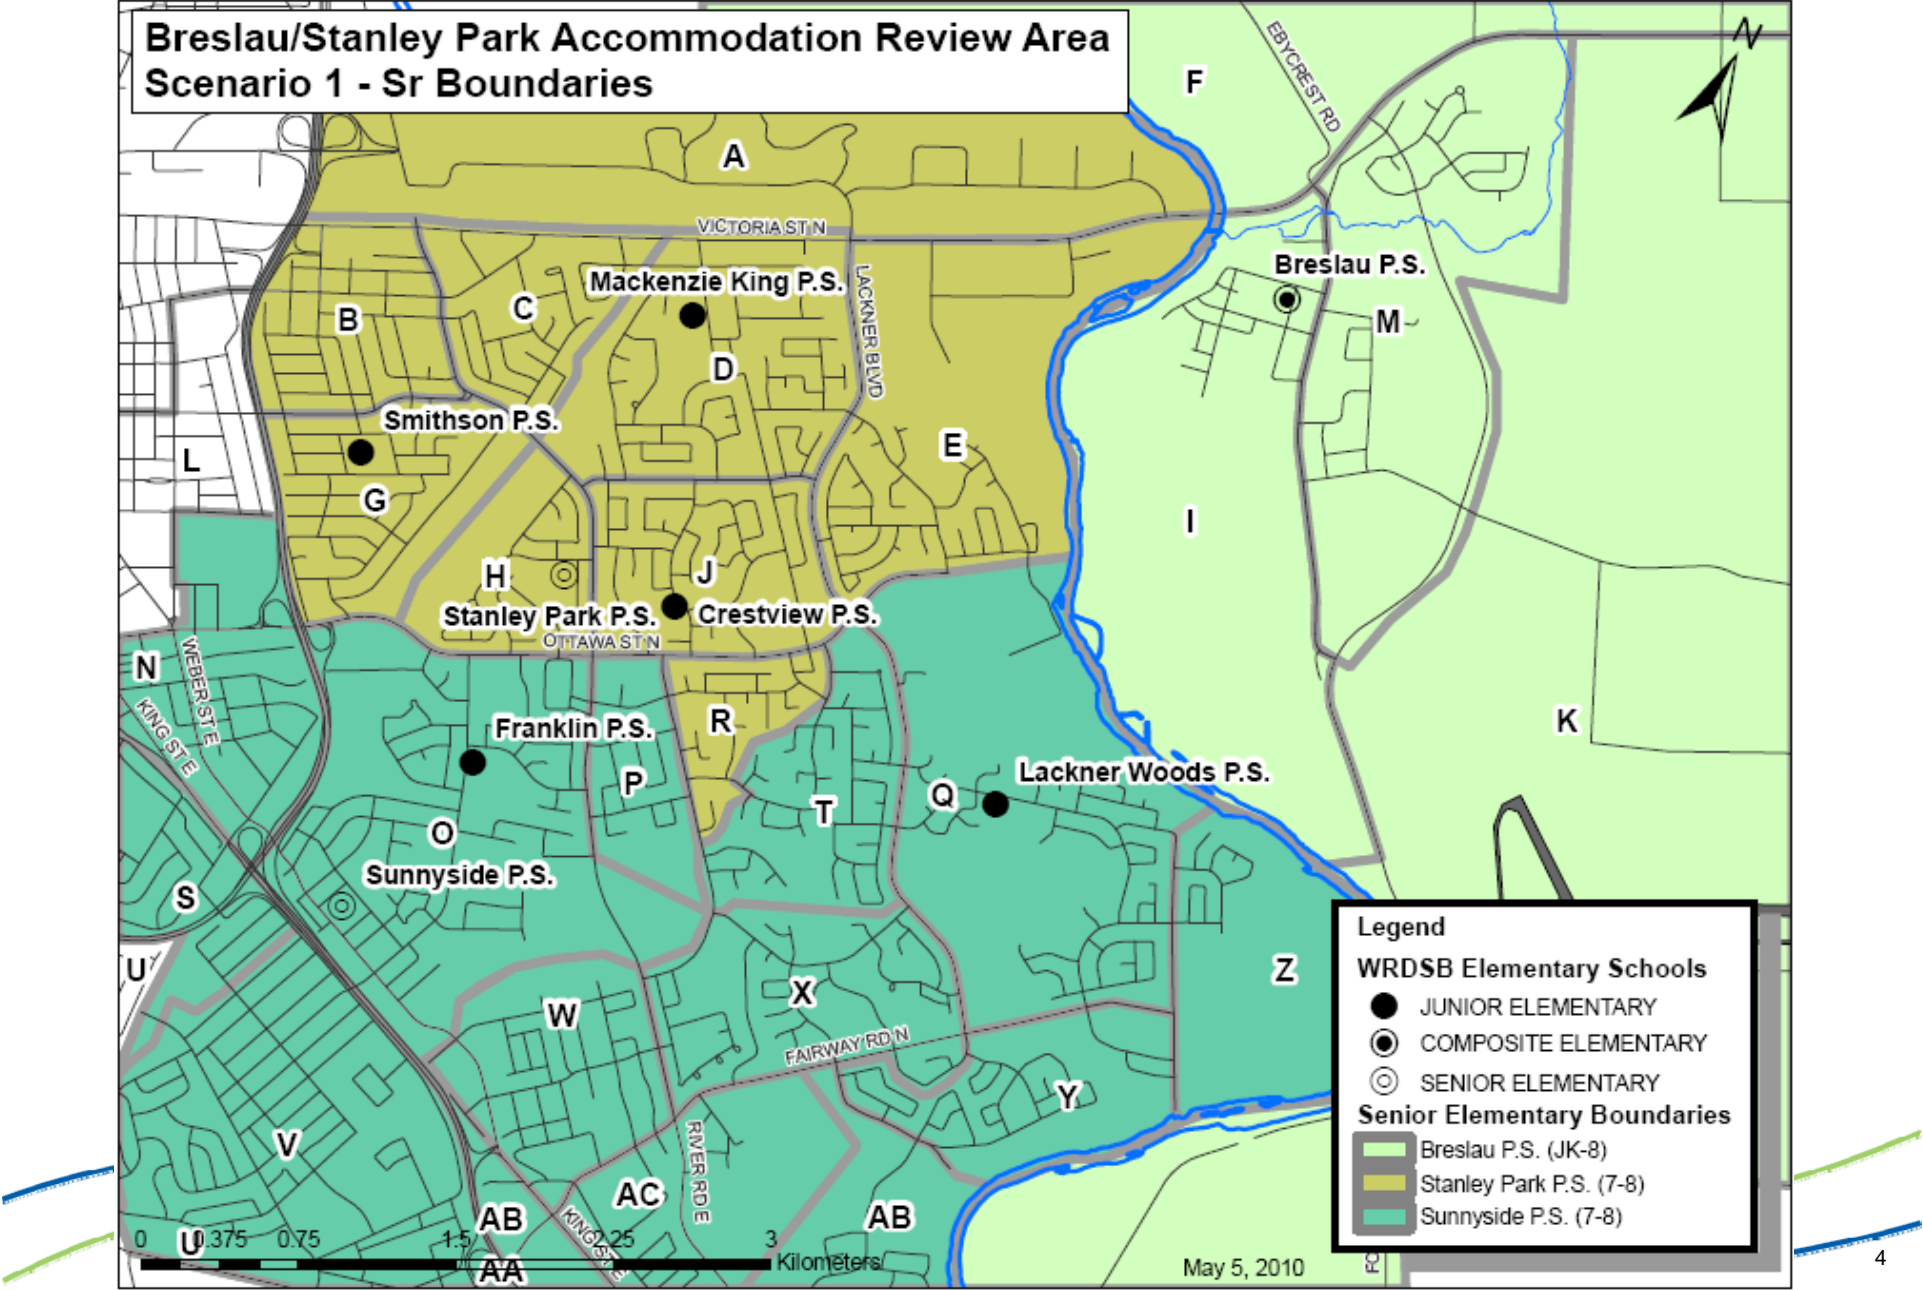 Breslau/Stanley Park Accommodation Review Area
Scenario 1 - Sr Boundaries
N
F
EBYCREST RD
A
VICTORIA ST N
Breslau P.S.
Mackenzie King P.S.
LACKNER BLVD
B
C
M
D
Smithson P.S.
E
L
G
I
H
J
Stanley Park P.S.
Crestview P.S.
OTTAWA ST N
N
WEBER ST E
KING ST E
R
K
Franklin P.S.
P
Lackner Woods P.S.
Q
T
O
Sunnyside P.S.
S
U
X
Z
W
FAIRWAY RD N
Y
V
RIVER RD E
AC
AB
AB
KING ST E
U
AA
0 0.375 0.75 1.5 2.25 3
Kilometers
May 5, 2010
FO
Legend
WRDSB Elementary Schools
JUNIOR ELEMENTARY
COMPOSITE ELEMENTARY
SENIOR ELEMENTARY
Senior Elementary Boundaries
Breslau P.S. (JK-8)
Stanley Park P.S. (7-8)
Sunnyside P.S. (7-8)
4